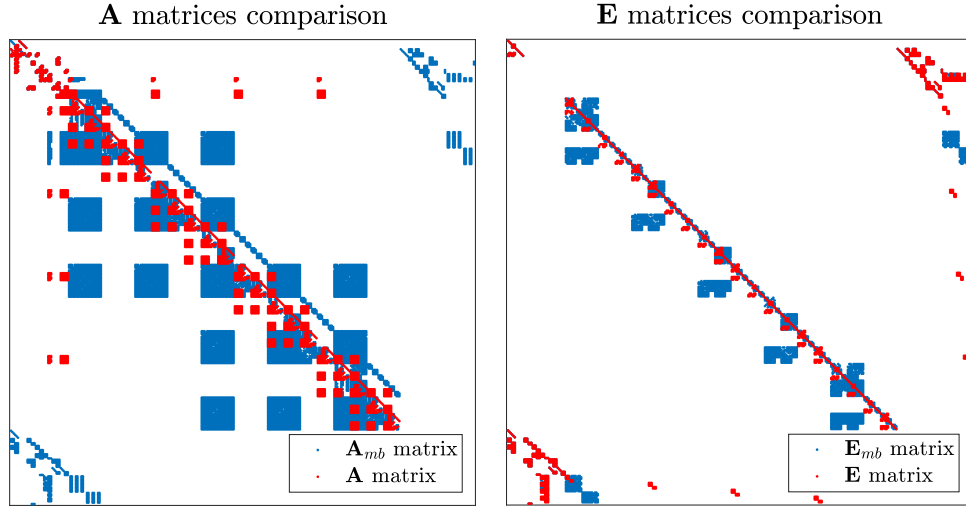 A matrices comparison
E matrices comparison
A_mb matrix
A matrix
E_mb matrix
E matrix